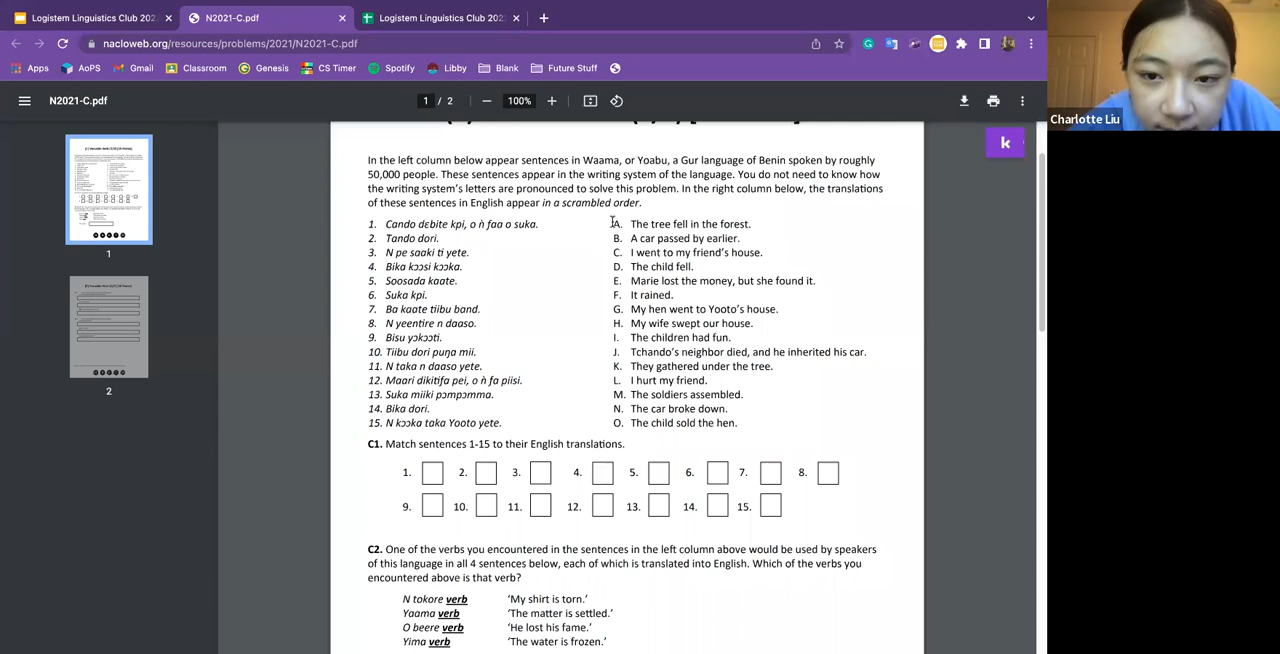 Logistem Linguistics Club 202
N2021-C.pdf
Logistem Linguistics Club 202
nacloweb.org/resources/problems/2021/N2021-C.pdf
Apps
AoPS
Gmail
Classroom
Genesis
CS Timer
Spotify
Libby
Blank
Future Stuff
N2021-C.pdf
1 / 2
100%
Charlotte Liu
k
1
2
In the left column below appear sentences in Waama, or Yoabu, a Gur language of Benin spoken by roughly
50,000 people. These sentences appear in the writing system of the language. You do not need to know how
the writing system's letters are pronounced to solve this problem. In the right column below, the translations
of these sentences in English appear in a scrambled order.
1. Cando dɛbite kpi, o ǹ faa o suka. A. The tree fell in the forest.
2. Tando dori. B. A car passed by earlier.
3. N pe saaki ti yete. C. I went to my friend's house.
4. Bika kɔɔsi kɔɔka. D. The child fell.
5. Soosada kaate. E. Marie lost the money, but she found it.
6. Suka kpi. F. It rained.
7. Ba kaate tiibu band. G. My hen went to Yooto's house.
8. N yeentire n daaso. H. My wife swept our house.
9. Bisu yɔkɔɔti. I. The children had fun.
10. Tiibu dori puŋa mii. J. Tchando's neighbor died, and he inherited his car.
11. N taka n daaso yete. K. They gathered under the tree.
12. Maari dikitifa pei, o ǹ fa piisi. L. I hurt my friend.
13. Suka miiki pɔmpɔmma. M. The soldiers assembled.
14. Bika dori. N. The car broke down.
15. N kɔɔka taka Yooto yete. O. The child sold the hen.
C1. Match sentences 1-15 to their English translations.
1. 2. 3. 4. 5. 6. 7. 8.
9. 10. 11. 12. 13. 14. 15.
C2. One of the verbs you encountered in the sentences in the left column above would be used by speakers
of this language in all 4 sentences below, each of which is translated into English. Which of the verbs you
encountered above is that verb?
N tokore verb 'My shirt is torn.'
Yaama verb 'The matter is settled.'
O beere verb 'He lost his fame.'
Yima verb 'The water is frozen.'